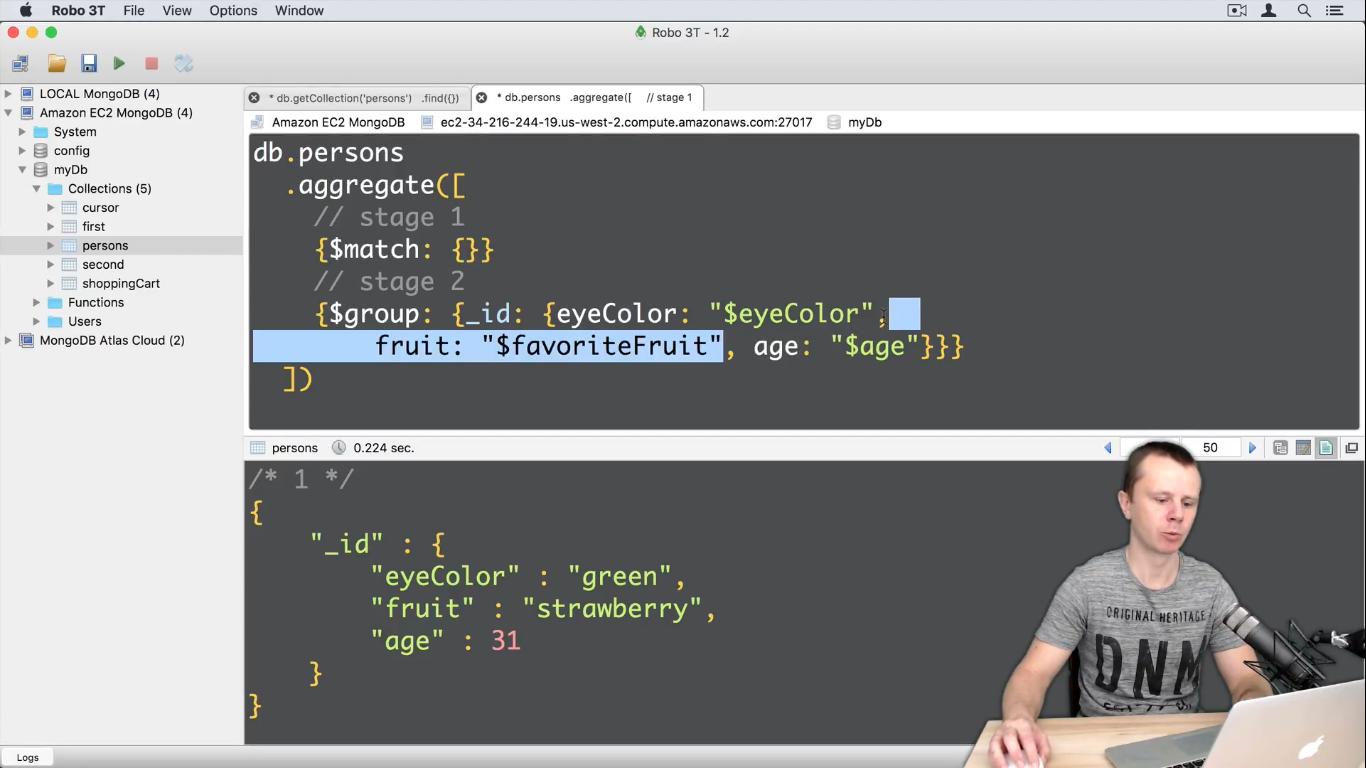 Robo 3T File View Options Window
Robo 3T - 1.2
LOCAL MongoDB (4)
Amazon EC2 MongoDB (4)
System
config
myDb
Collections (5)
cursor
first
persons
second
shoppingCart
Functions
Users
MongoDB Atlas Cloud (2)
* db.getCollection('persons') .find({}) * db.persons .aggregate([ // stage 1
Amazon EC2 MongoDB ec2-34-216-244-19.us-west-2.compute.amazonaws.com:27017 myDb
db.persons
.aggregate([
// stage 1
{$match: {}}
// stage 2
{$group: {_id: {eyeColor: "$eyeColor",
fruit: "$favoriteFruit", age: "$age"}}}
])
persons 0.224 sec. 50
/* 1 */
{
"_id" : {
"eyeColor" : "green",
"fruit" : "strawberry",
"age" : 31
}
}
ORIGINAL HERITAGE
DNM
Logs